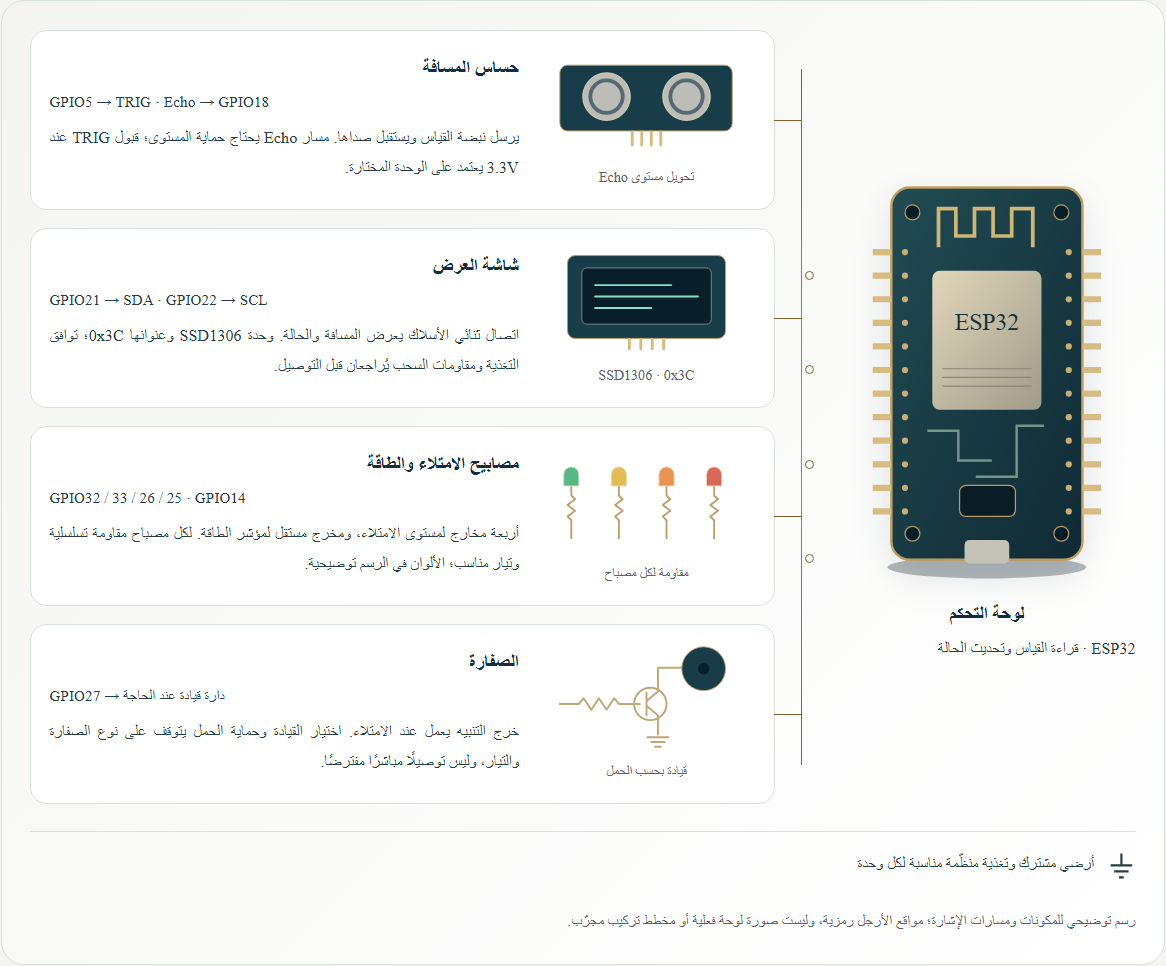 حساس المسافة
GPIO5 → TRIG · Echo → GPIO18
يرسل نبضة القياس ويستقبل صداها. مسار Echo يحتاج حماية المستوى؛ قبول TRIG عند
3.3V يعتمد على الوحدة المختارة.
تحويل مستوى Echo
شاشة العرض
GPIO21 → SDA · GPIO22 → SCL
اتصال ثنائي الأسلاك يعرض المسافة والحالة. وحدة SSD1306 وعنوانها 0x3C؛ توافق
التغذية ومقاومات السحب يُراجعان قبل التوصيل.
SSD1306 · 0x3C
مصابيح الامتلاء والطاقة
GPIO32 / 33 / 26 / 25 · GPIO14
أربعة مخارج لمستوى الامتلاء، ومخرج مستقل لمؤشر الطاقة. لكل مصباح مقاومة تسلسلية
وتيار مناسب؛ الألوان في الرسم توضيحية.
مقاومة لكل مصباح
الصفارة
GPIO27 → دارة قيادة عند الحاجة
خرج التنبيه يعمل عند الامتلاء. اختيار القيادة وحماية الحمل يتوقف على نوع الصفارة
والتيار، وليس توصيلًا مباشرًا مفترضًا.
قيادة بحسب الحمل
ESP32
لوحة التحكم
ESP32 · قراءة القياس وتحديث الحالة
أرضي مشترك وتغذية منظّمة مناسبة لكل وحدة
رسم توضيحي للمكونات ومسارات الإشارة؛ مواقع الأرجل رمزية، وليست صورة لوحة فعلية أو مخطط تركيب مجرّب.